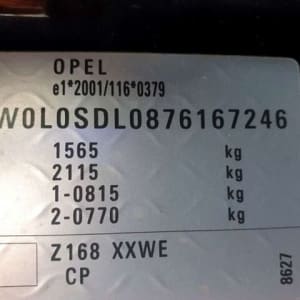 OPEL
e1*2001/116*0379
W0L0SDL0876167246
1565 kg
2115 kg
1-0815 kg
2-0770 kg
Z168 XXWE
CP
8627